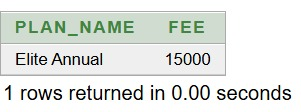 PLAN_NAME FEE
Elite Annual 15000
1 rows returned in 0.00 seconds